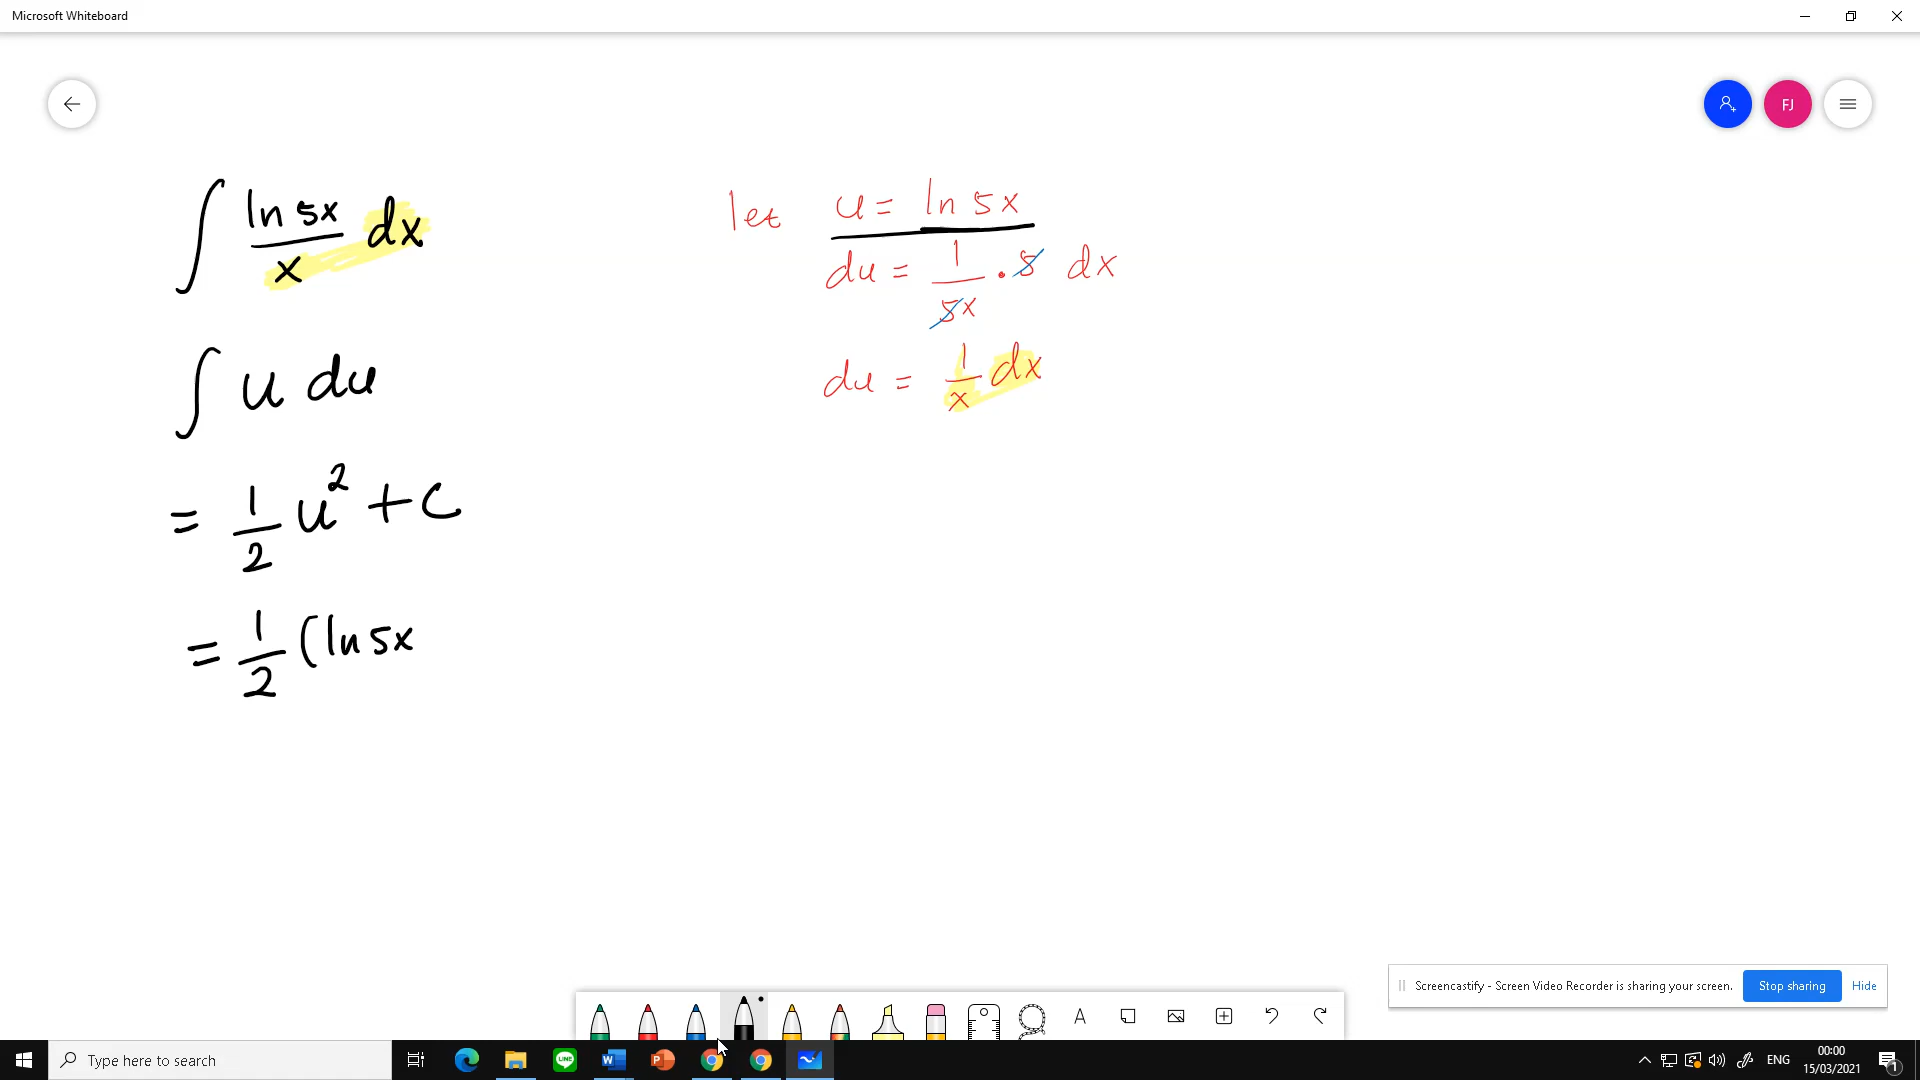 Microsoft Whiteboard
FJ
∫ ln 5x / x dx
let u = ln 5x
du = 1/5x · 5 dx
du = 1/x dx
∫ u du
= 1/2 u² + c
= 1/2 (ln 5x
Screencastify - Screen Video Recorder is sharing your screen.
Stop sharing
Hide
Type here to search
ENG
00:00
15/03/2021
1